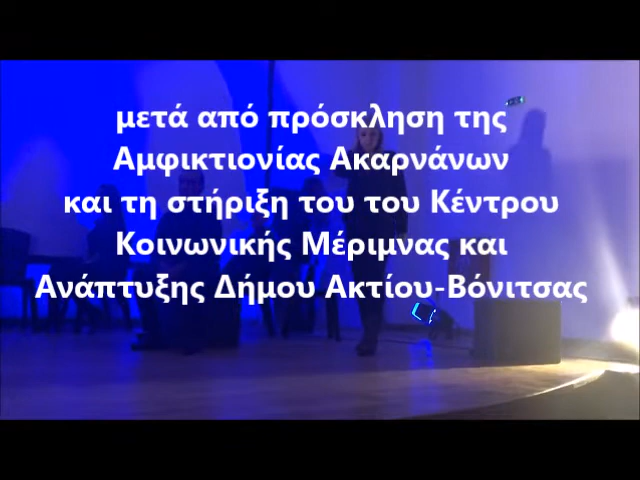 μετά από πρόσκληση της
Αμφικτιονίας Ακαρνάνων
και τη στήριξη του του Κέντρου
Κοινωνικής Μέριμνας και
Ανάπτυξης Δήμου Ακτίου-Βόνιτσας